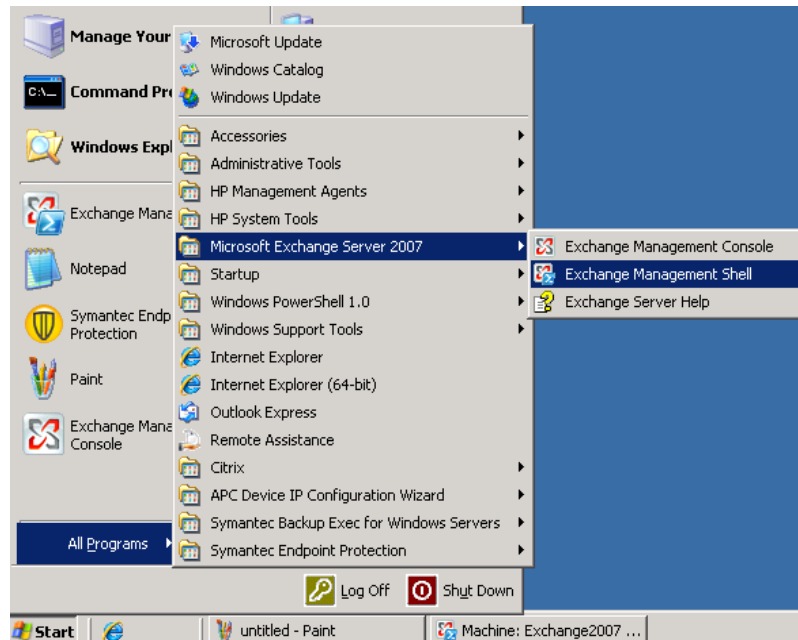 Manage Your
C:\_
Command Pr
Windows Expl
Exchange Mana
Notepad
Symantec Endp
Protection
Paint
Exchange Mana
Console
All Programs
Microsoft Update
Windows Catalog
Windows Update
Accessories
Administrative Tools
HP Management Agents
HP System Tools
Microsoft Exchange Server 2007
Startup
Windows PowerShell 1.0
Windows Support Tools
Internet Explorer
Internet Explorer (64-bit)
Outlook Express
Remote Assistance
Citrix
APC Device IP Configuration Wizard
Symantec Backup Exec for Windows Servers
Symantec Endpoint Protection
Exchange Management Console
Exchange Management Shell
Exchange Server Help
Log Off
Shut Down
Start
untitled - Paint
Machine: Exchange2007 ...